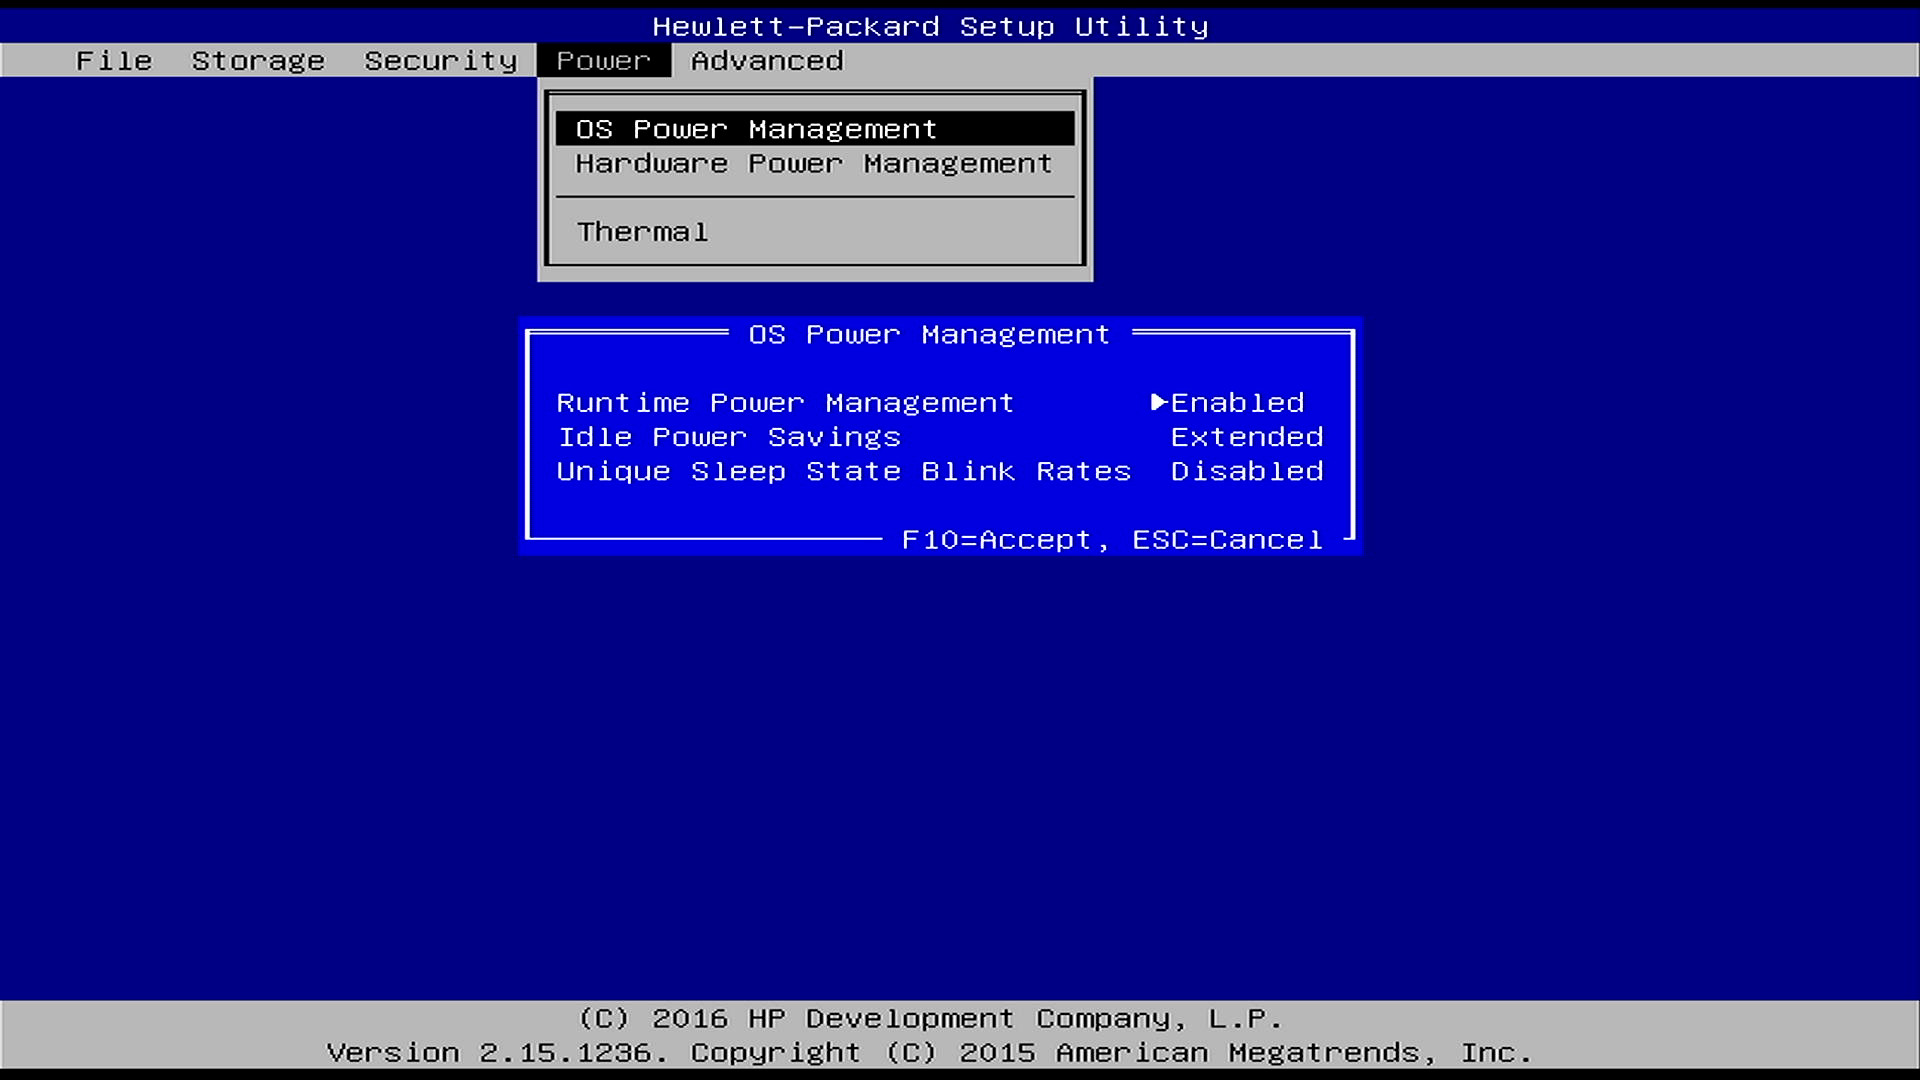 Hewlett-Packard Setup Utility
File Storage Security Power Advanced
OS Power Management
Hardware Power Management
Thermal
OS Power Management
Runtime Power Management ▶Enabled
Idle Power Savings Extended
Unique Sleep State Blink Rates Disabled
F10=Accept, ESC=Cancel
(C) 2016 HP Development Company, L.P.
Version 2.15.1236. Copyright (C) 2015 American Megatrends, Inc.